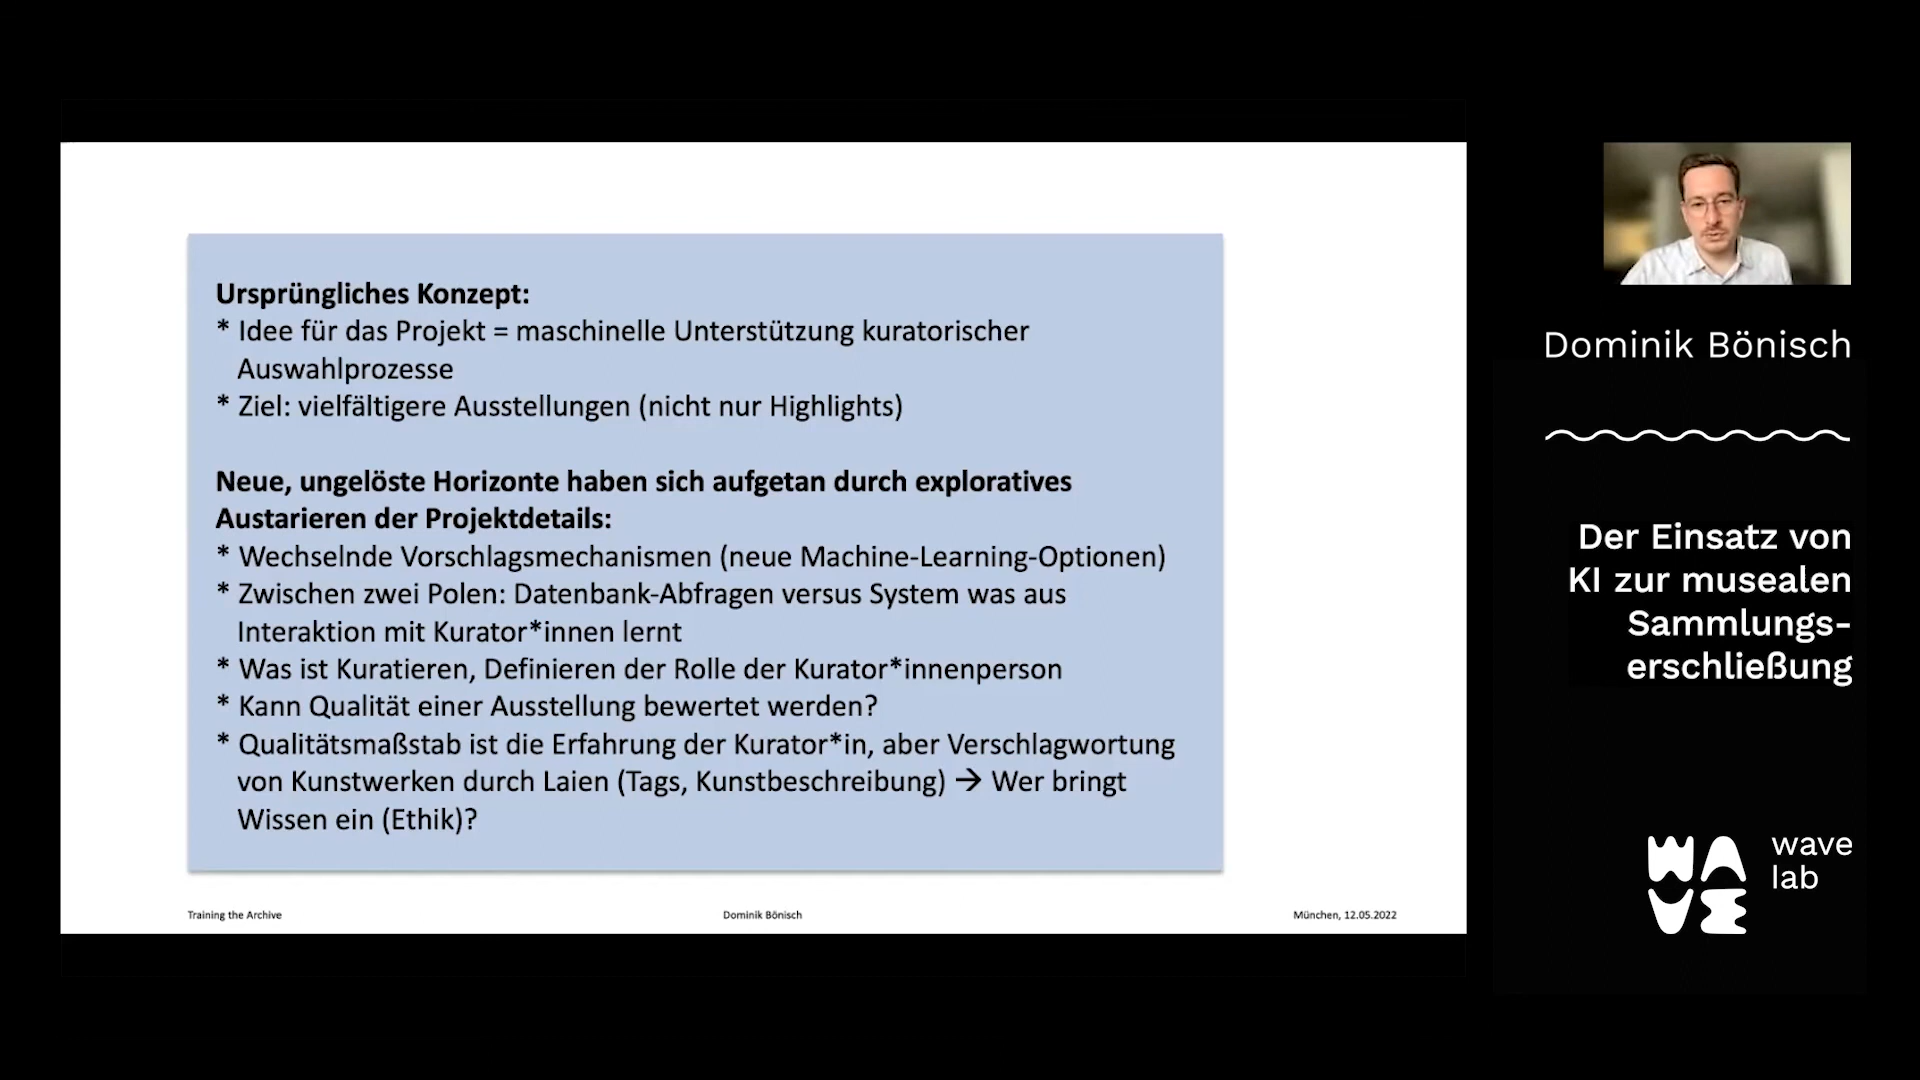 Ursprüngliches Konzept:
* Idee für das Projekt = maschinelle Unterstützung kuratorischer
Auswahlprozesse
* Ziel: vielfältigere Ausstellungen (nicht nur Highlights)
Neue, ungelöste Horizonte haben sich aufgetan durch exploratives
Austarieren der Projektdetails:
* Wechselnde Vorschlagsmechanismen (neue Machine-Learning-Optionen)
* Zwischen zwei Polen: Datenbank-Abfragen versus System was aus
Interaktion mit Kurator*innen lernt
* Was ist Kuratieren, Definieren der Rolle der Kurator*innenperson
* Kann Qualität einer Ausstellung bewertet werden?
* Qualitätsmaßstab ist die Erfahrung der Kurator*in, aber Verschlagwortung
von Kunstwerken durch Laien (Tags, Kunstbeschreibung) → Wer bringt
Wissen ein (Ethik)?
Training the Archive
Dominik Bönisch
München, 12.05.2022
Dominik Bönisch
Der Einsatz von
KI zur musealen
Sammlungs-
erschließung
WA
VE
wave
lab